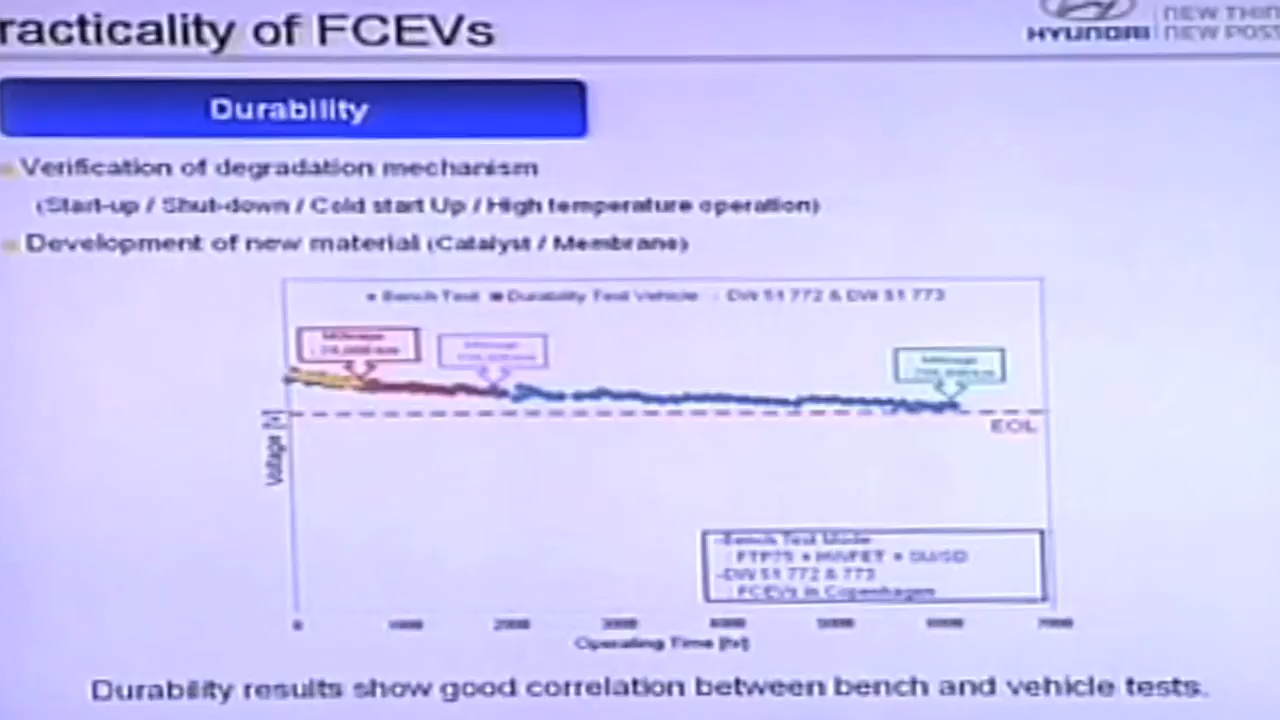 racticality of FCEVs
HYUNDAI
NEW THIN
NEW POSS
Durability
Verification of degradation mechanism
(Start-up / Shut-down / Cold start Up / High temperature operation)
Development of new material (Catalyst / Membrane)
Bench Test Durability Test Vehicle DW 51 772 & DW 51 773
Mileage
Mileage
Mileage
EOL
Voltage [V]
-Bench Test Mode
FTP75 + HWFET + SU/SD
-DW 51 772 & 773
FCEVs in Copenhagen
0 1000 2000 3000 4000 5000 6000 7000
Operating Time [hr]
Durability results show good correlation between bench and vehicle tests.